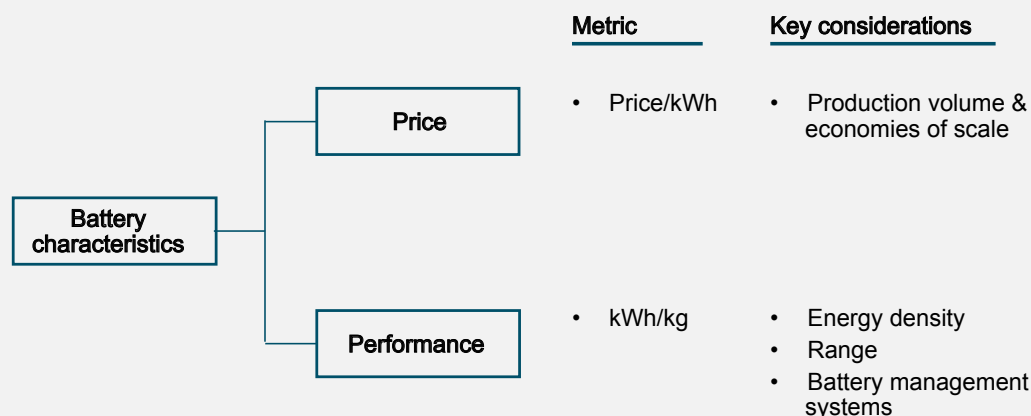 Metric
Key considerations
Price
• Price/kWh
• Production volume &
economies of scale
Battery
characteristics
Performance
• kWh/kg
• Energy density
• Range
• Battery management
systems